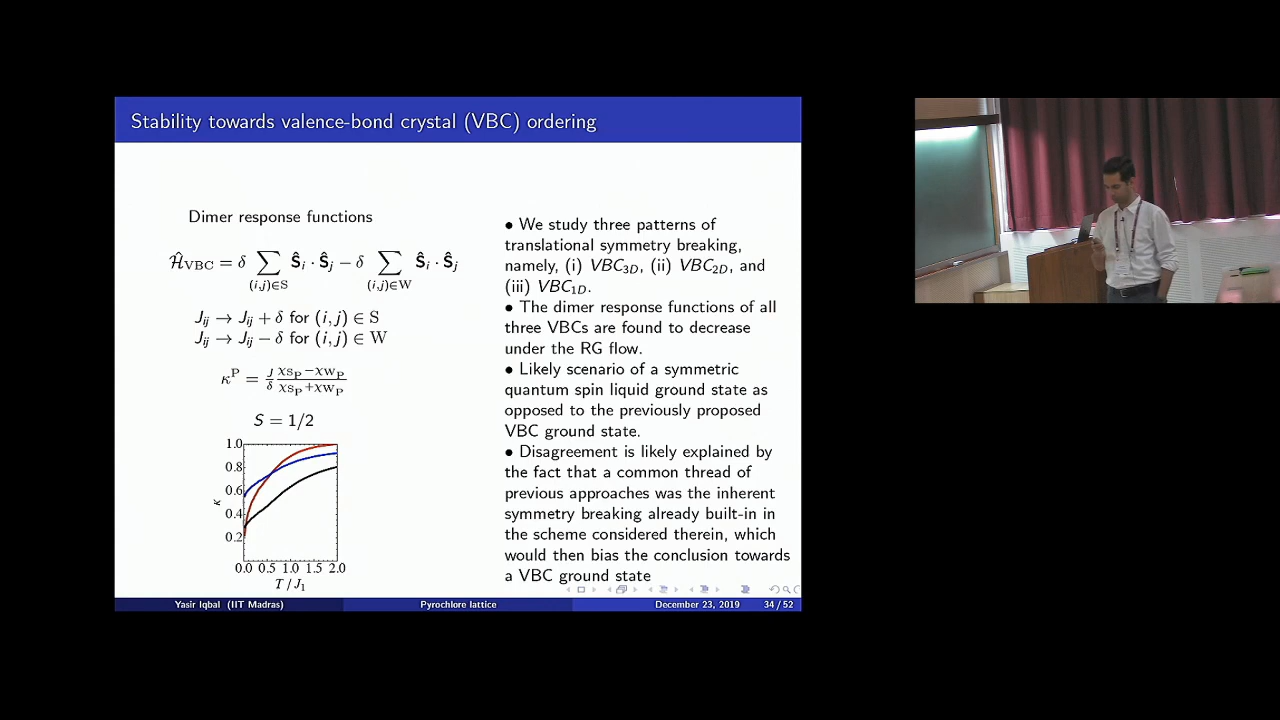 Stability towards valence-bond crystal (VBC) ordering
Dimer response functions
Ĥ_VBC = δ ∑_{(i,j)∈S} Ŝ_i · Ŝ_j − δ ∑_{(i,j)∈W} Ŝ_i · Ŝ_j
J_ij → J_ij + δ for (i, j) ∈ S
J_ij → J_ij − δ for (i, j) ∈ W
κ^P = J/δ (χ_{S_P} − χ_{W_P})/(χ_{S_P} + χ_{W_P})
S = 1/2
1.0
0.8
0.6
κ
0.4
0.2
0.0 0.5 1.0 1.5 2.0
T/J_1
• We study three patterns of
translational symmetry breaking,
namely, (i) VBC_3D, (ii) VBC_2D, and
(iii) VBC_1D.
• The dimer response functions of all
three VBCs are found to decrease
under the RG flow.
• Likely scenario of a symmetric
quantum spin liquid ground state as
opposed to the previously proposed
VBC ground state.
• Disagreement is likely explained by
the fact that a common thread of
previous approaches was the inherent
symmetry breaking already built-in in
the scheme considered therein, which
would then bias the conclusion towards
a VBC ground state
Yasir Iqbal (IIT Madras) Pyrochlore lattice December 23, 2019 34 / 52